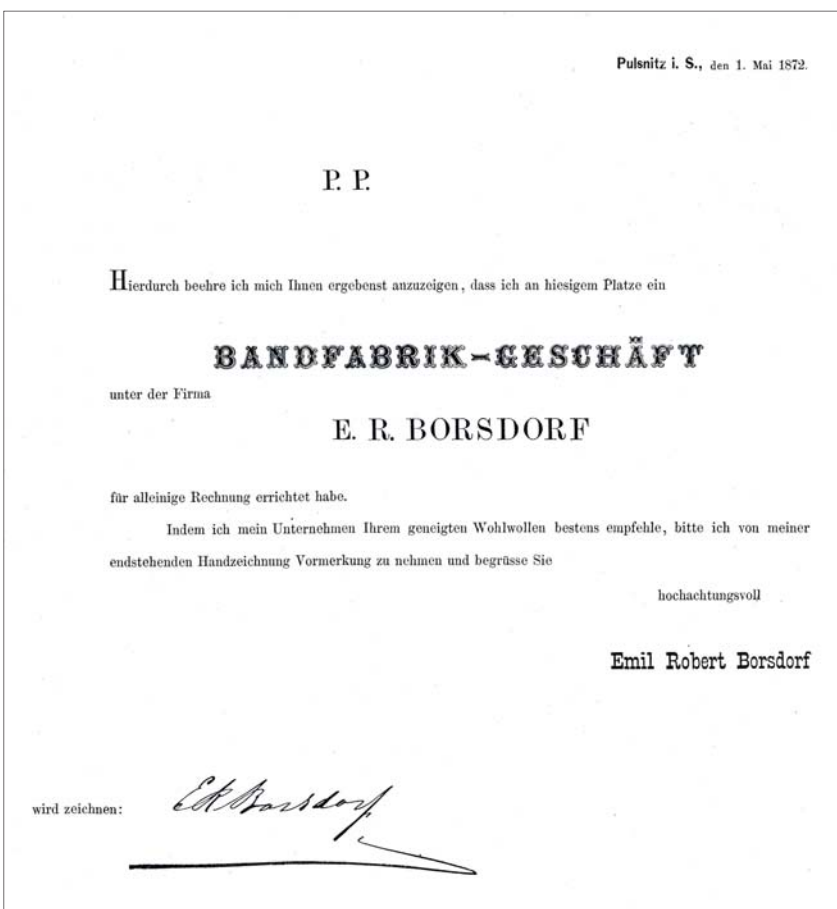 Pulsnitz i. S., den 1. Mai 1872.
P. P.
Hierdurch beehre ich mich Ihnen ergebenst anzuzeigen, dass ich an hiesigem Platze ein
BANDFABRIK-GESCHÄFT
unter der Firma
E. R. BORSDORF
für alleinige Rechnung errichtet habe.
Indem ich mein Unternehmen Ihrem geneigten Wohlwollen bestens empfehle, bitte ich von meiner
endstehenden Handzeichnung Vormerkung zu nehmen und begrüsse Sie
hochachtungsvoll
Emil Robert Borsdorf
wird zeichnen: ERBorsdorf